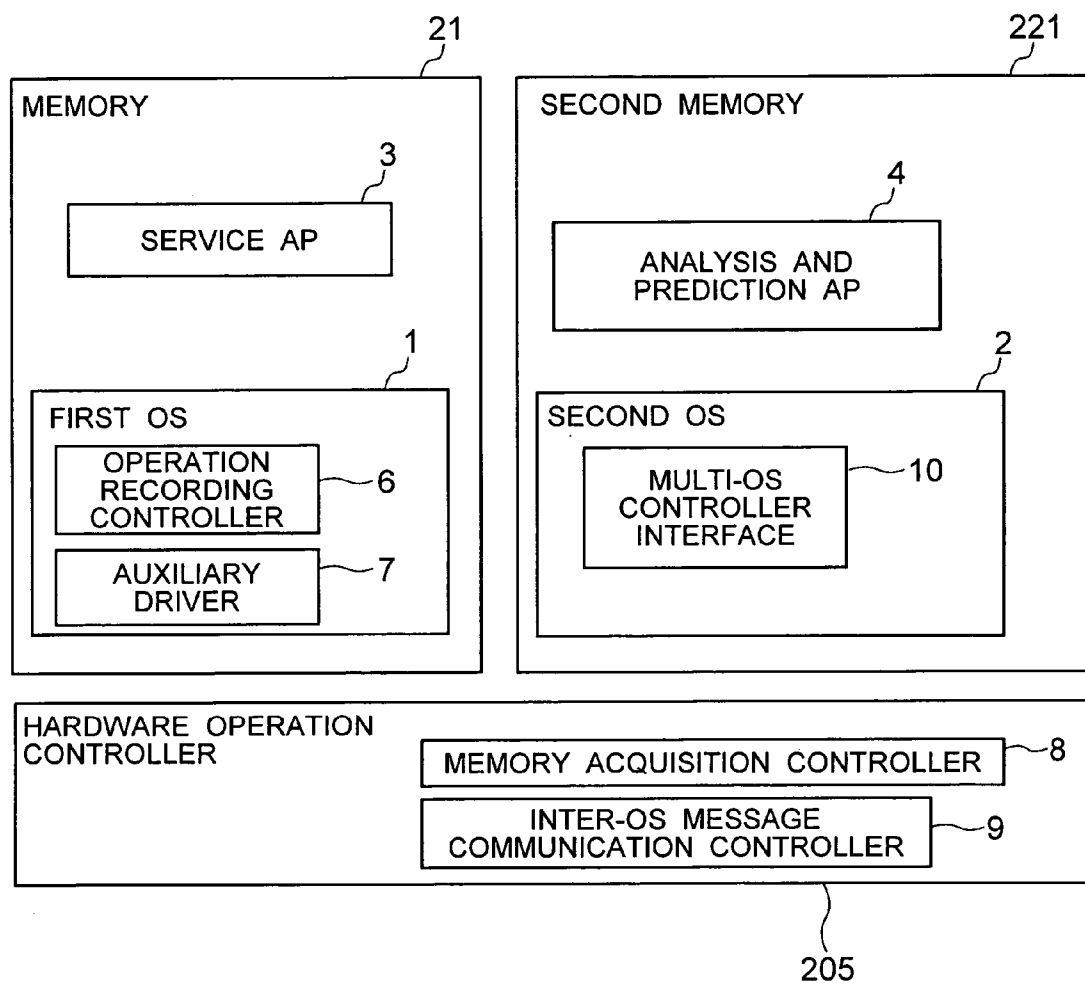 21
221
MEMORY
SECOND MEMORY
3
SERVICE AP
4
ANALYSIS AND
PREDICTION AP
1
FIRST OS
OPERATION
RECORDING
CONTROLLER
6
AUXILIARY
DRIVER
7
2
SECOND OS
MULTI-OS
CONTROLLER
INTERFACE
10
HARDWARE OPERATION
CONTROLLER
MEMORY ACQUISITION CONTROLLER
8
INTER-OS MESSAGE
COMMUNICATION CONTROLLER
9
205